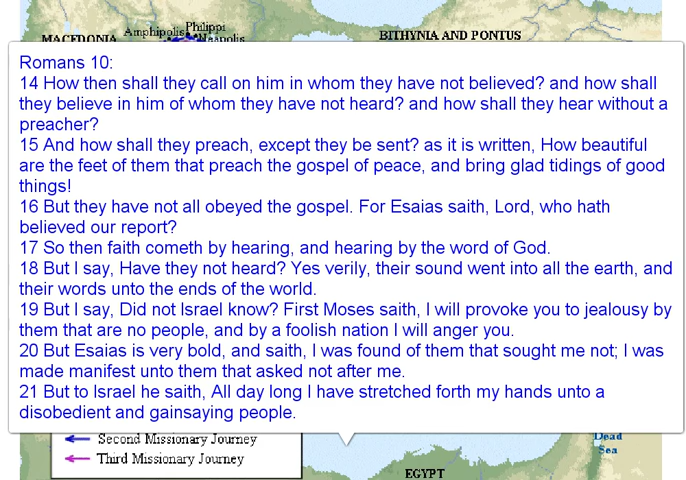 Philippi
Amphipolis
MACEDONIA
Neapolis
BITHYNIA AND PONTUS
Romans 10:
14 How then shall they call on him in whom they have not believed? and how shall
they believe in him of whom they have not heard? and how shall they hear without a
preacher?
15 And how shall they preach, except they be sent? as it is written, How beautiful
are the feet of them that preach the gospel of peace, and bring glad tidings of good
things!
16 But they have not all obeyed the gospel. For Esaias saith, Lord, who hath
believed our report?
17 So then faith cometh by hearing, and hearing by the word of God.
18 But I say, Have they not heard? Yes verily, their sound went into all the earth, and
their words unto the ends of the world.
19 But I say, Did not Israel know? First Moses saith, I will provoke you to jealousy by
them that are no people, and by a foolish nation I will anger you.
20 But Esaias is very bold, and saith, I was found of them that sought me not; I was
made manifest unto them that asked not after me.
21 But to Israel he saith, All day long I have stretched forth my hands unto a
disobedient and gainsaying people.
Second Missionary Journey
Third Missionary Journey
Dead
Sea
EGYPT